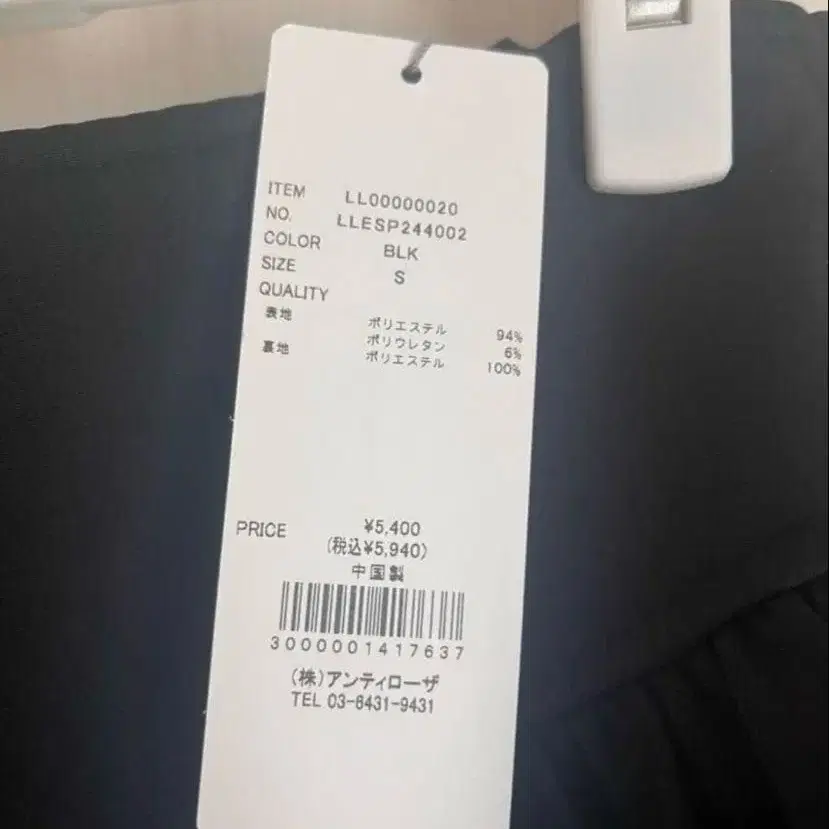 ITEM LL00000020
NO. LLESP244002
COLOR BLK
SIZE S
QUALITY
表地 ポリエステル 94%
ポリウレタン 6%
裏地 ポリエステル 100%
PRICE ¥5,400
(税込¥5,940)
中国製
3000001417637
(株)アンティローザ
TEL 03-6431-9431